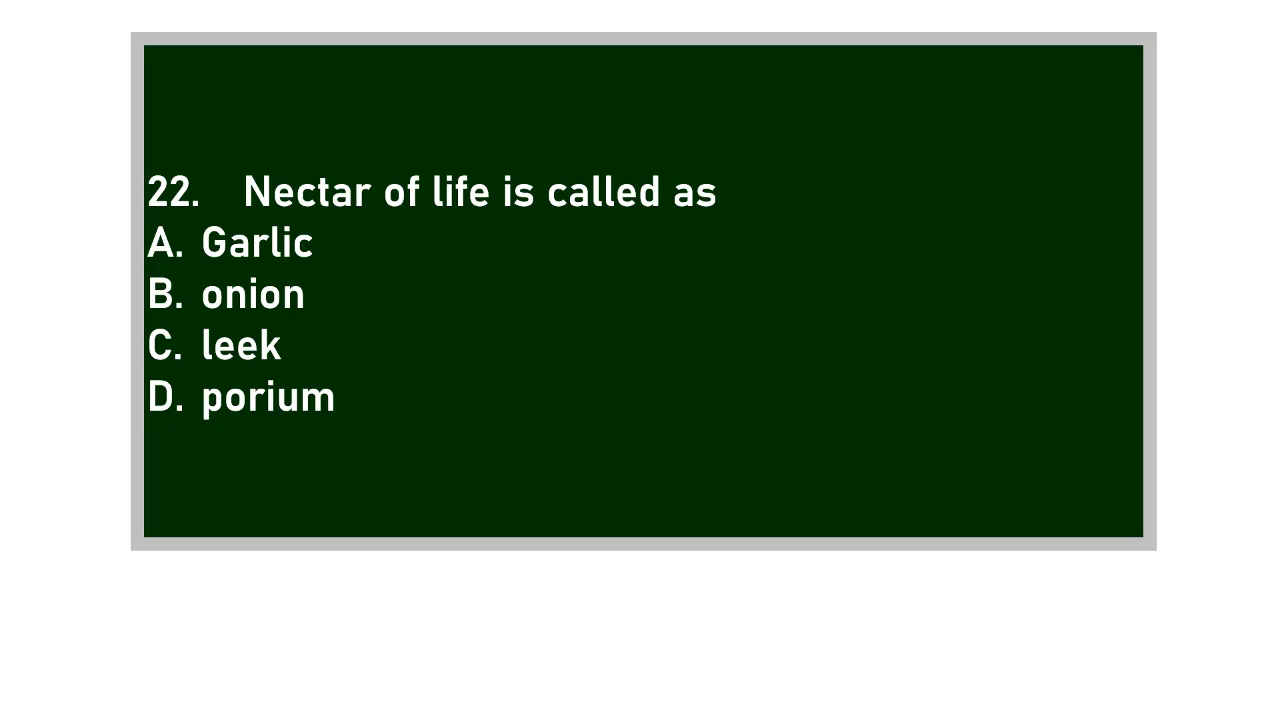 22. Nectar of life is called as
A. Garlic
B. onion
C. leek
D. porium